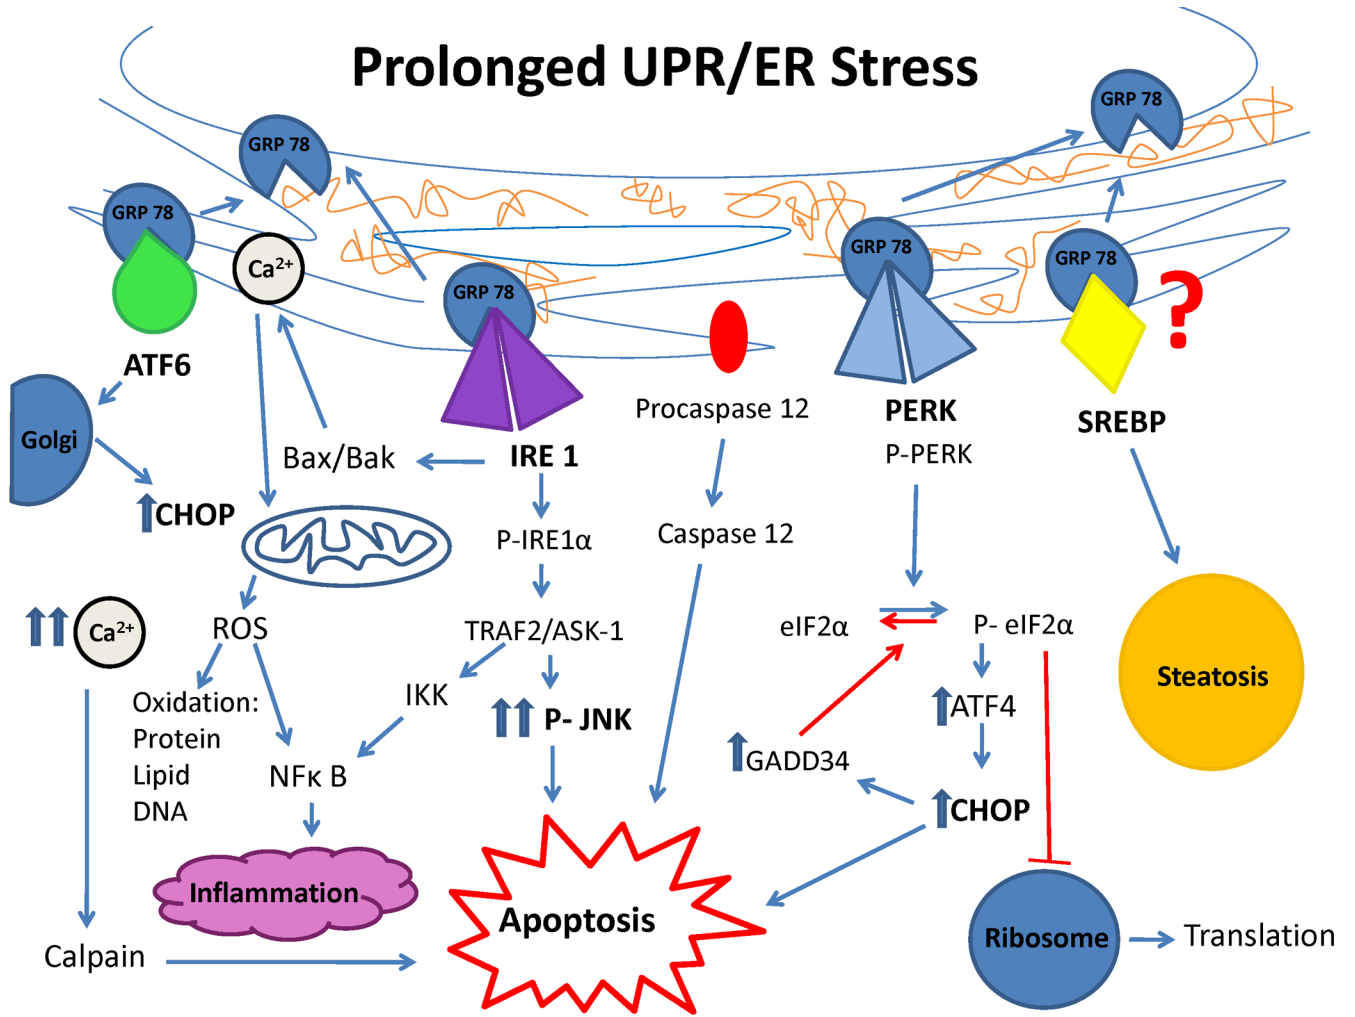 Prolonged UPR/ER Stress
GRP 78
GRP 78
GRP 78
GRP 78
GRP 78
GRP 78
Ca2+
?
ATF6
Golgi
CHOP
Bax/Bak
IRE 1
P-IRE1α
TRAF2/ASK-1
IKK
P- JNK
Procaspase 12
Caspase 12
PERK
P-PERK
SREBP
eIF2α
P- eIF2α
ATF4
GADD34
CHOP
Steatosis
Ca2+
ROS
Oxidation:
Protein
Lipid
DNA
NFκ B
Inflammation
Calpain
Apoptosis
Ribosome
Translation